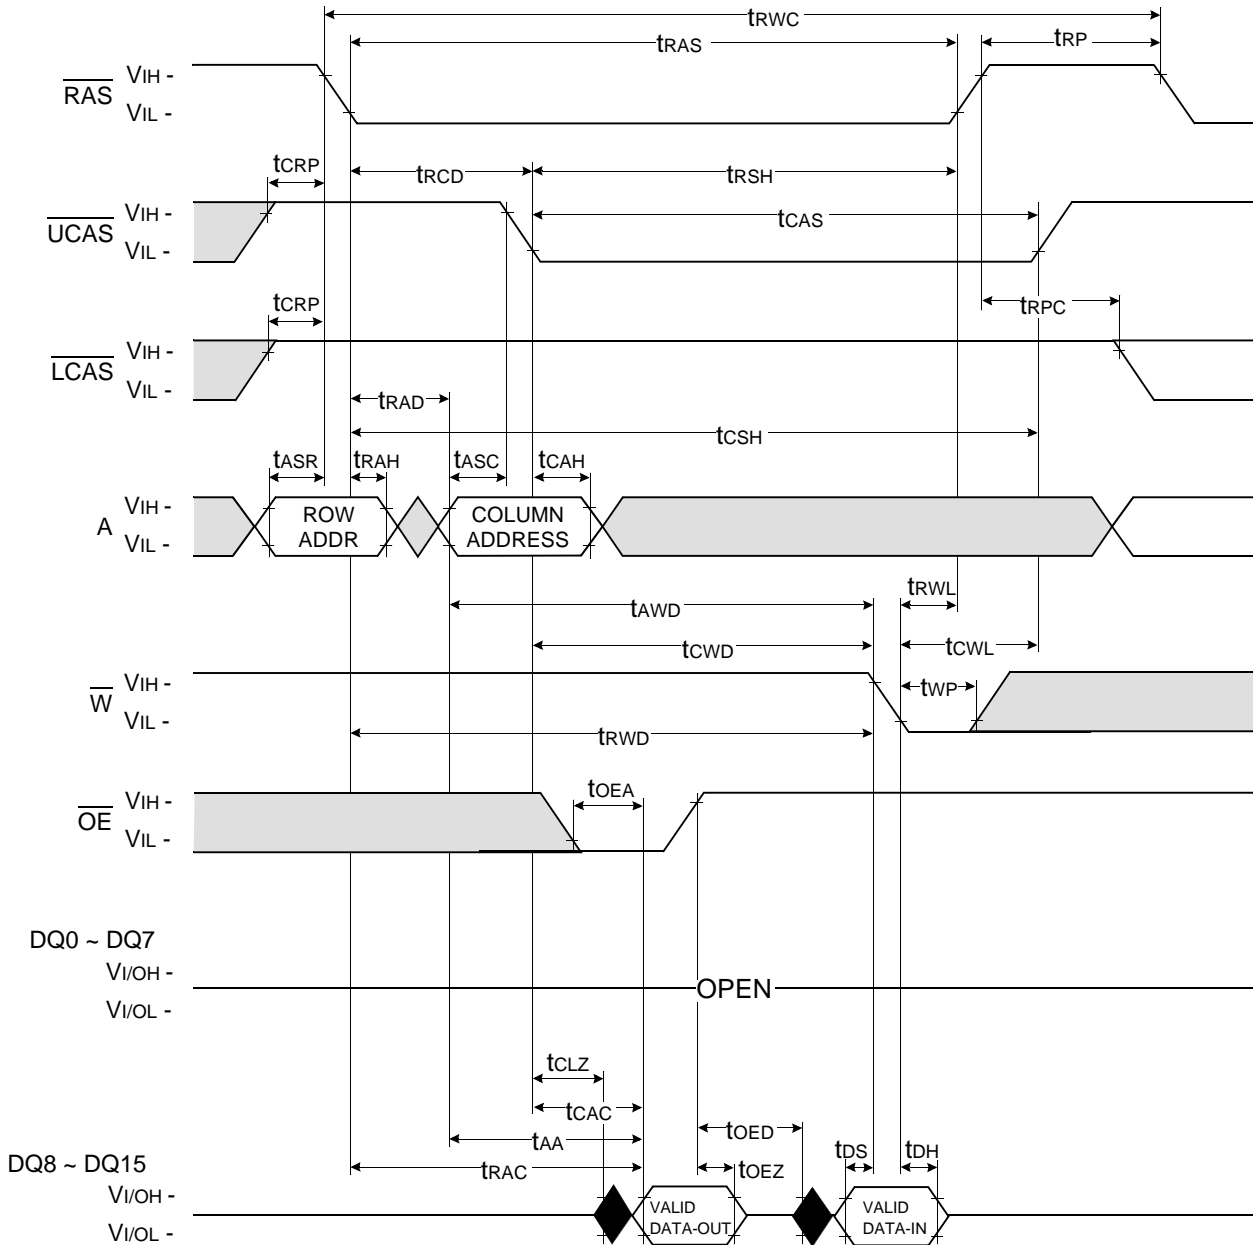 tRWC
tRAS
tRP
RAS
VIH -
VIL -
tCRP
tRCD
tRSH
UCAS
VIH -
VIL -
tCAS
tCRP
tRPC
LCAS
VIH -
VIL -
tRAD
tCSH
tASR
tRAH
tASC
tCAH
A
VIH -
VIL -
ROW
ADDR
COLUMN
ADDRESS
tRWL
tAWD
tCWD
tCWL
W
VIH -
VIL -
tWP
tRWD
OE
VIH -
VIL -
tOEA
DQ0 ~ DQ7
VI/OH -
VI/OL -
OPEN
tCLZ
tCAC
tAA
tOED
tRAC
tOEZ
tDS
tDH
DQ8 ~ DQ15
VI/OH -
VI/OL -
VALID
DATA-OUT
VALID
DATA-IN